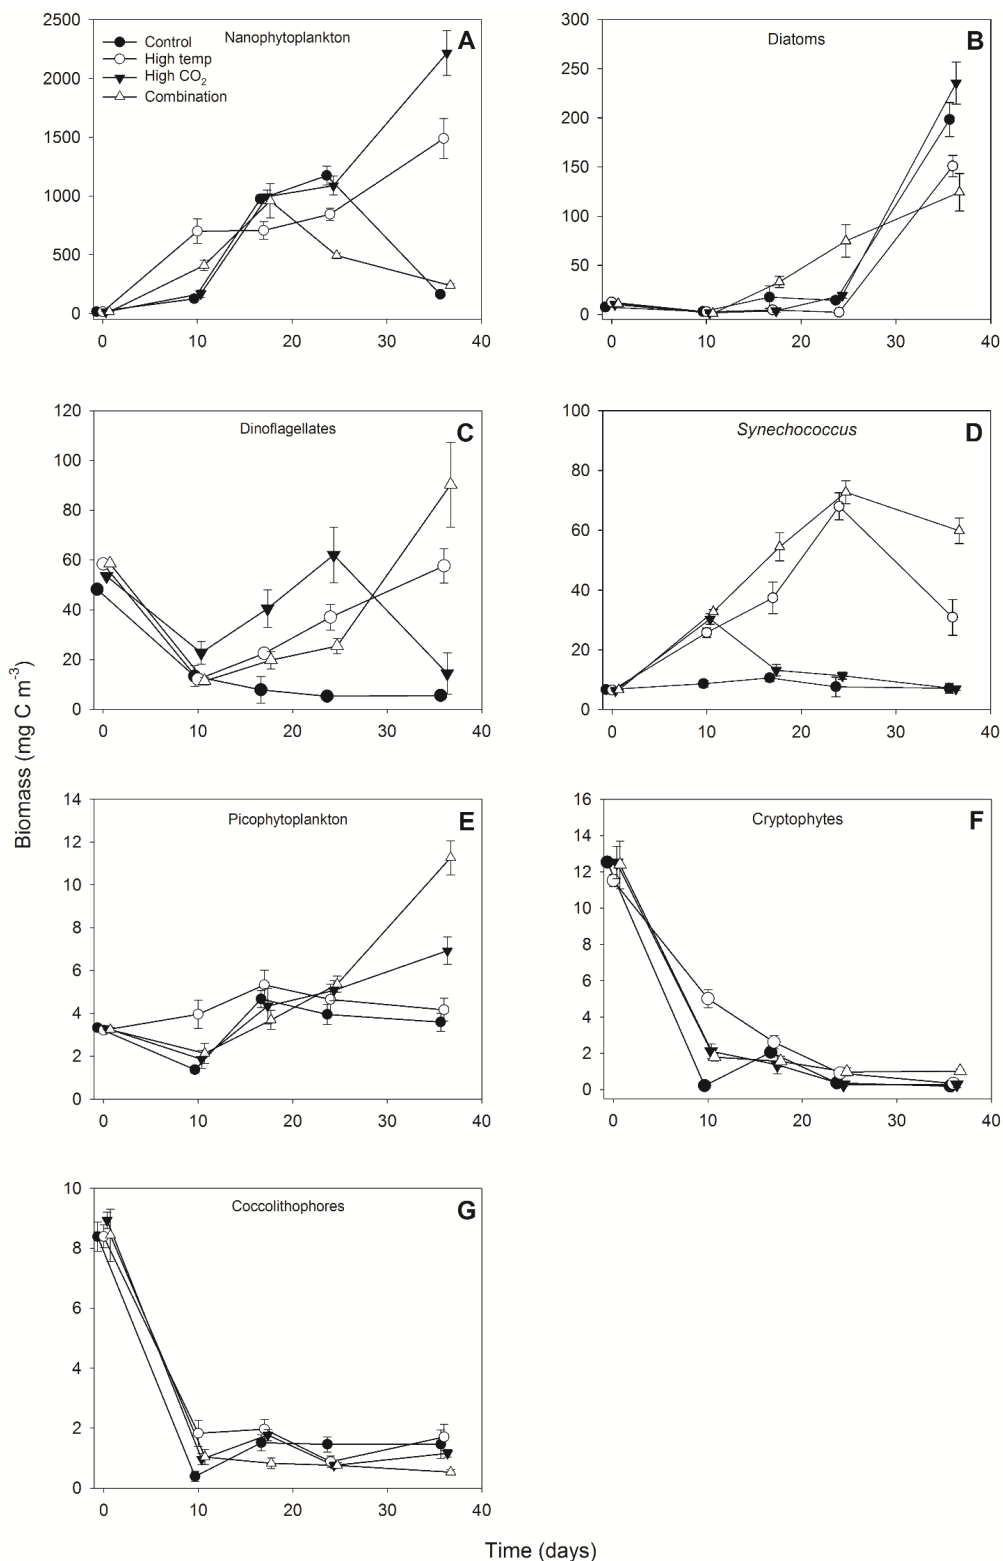 Nanophytoplankton
A
Control
High temp
High CO2
Combination
2500
2000
1500
1000
500
0
0 10 20 30 40
Diatoms
B
300
250
200
150
100
50
0
0 10 20 30 40
Dinoflagellates
C
120
100
80
60
40
20
0
0 10 20 30 40
Synechococcus
D
100
80
60
40
20
0
0 10 20 30 40
Biomass (mg C m-3)
Picophytoplankton
E
14
12
10
8
6
4
2
0
0 10 20 30 40
Cryptophytes
F
16
14
12
10
8
6
4
2
0
0 10 20 30 40
Coccolithophores
G
10
8
6
4
2
0
0 10 20 30 40
Time (days)